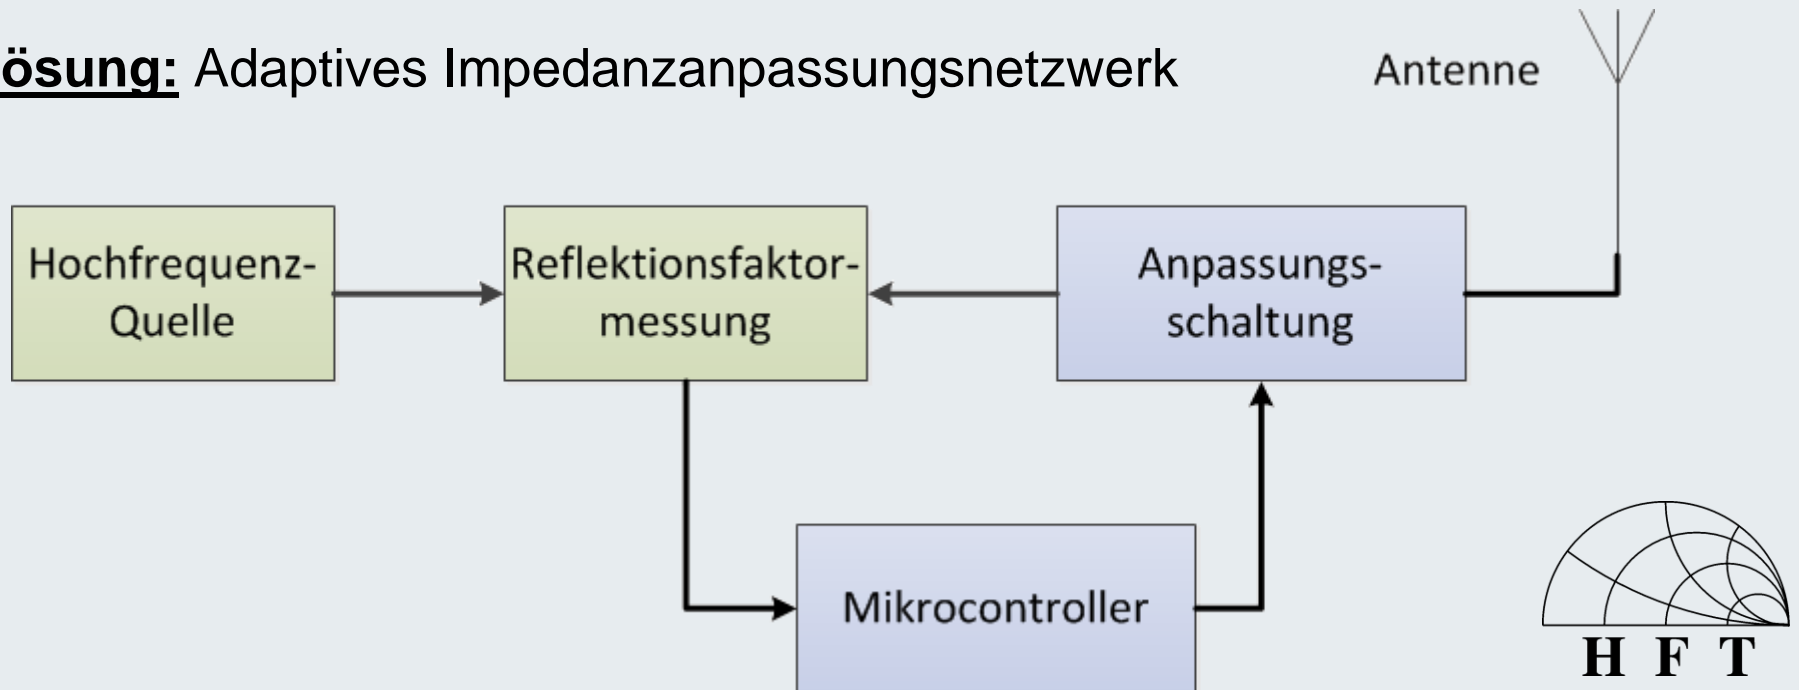 ösung: Adaptives Impedanzanpassungsnetzwerk
Antenne
Hochfrequenz-
Quelle
Reflektionsfaktor-
messung
Anpassungs-
schaltung
Mikrocontroller
H F T